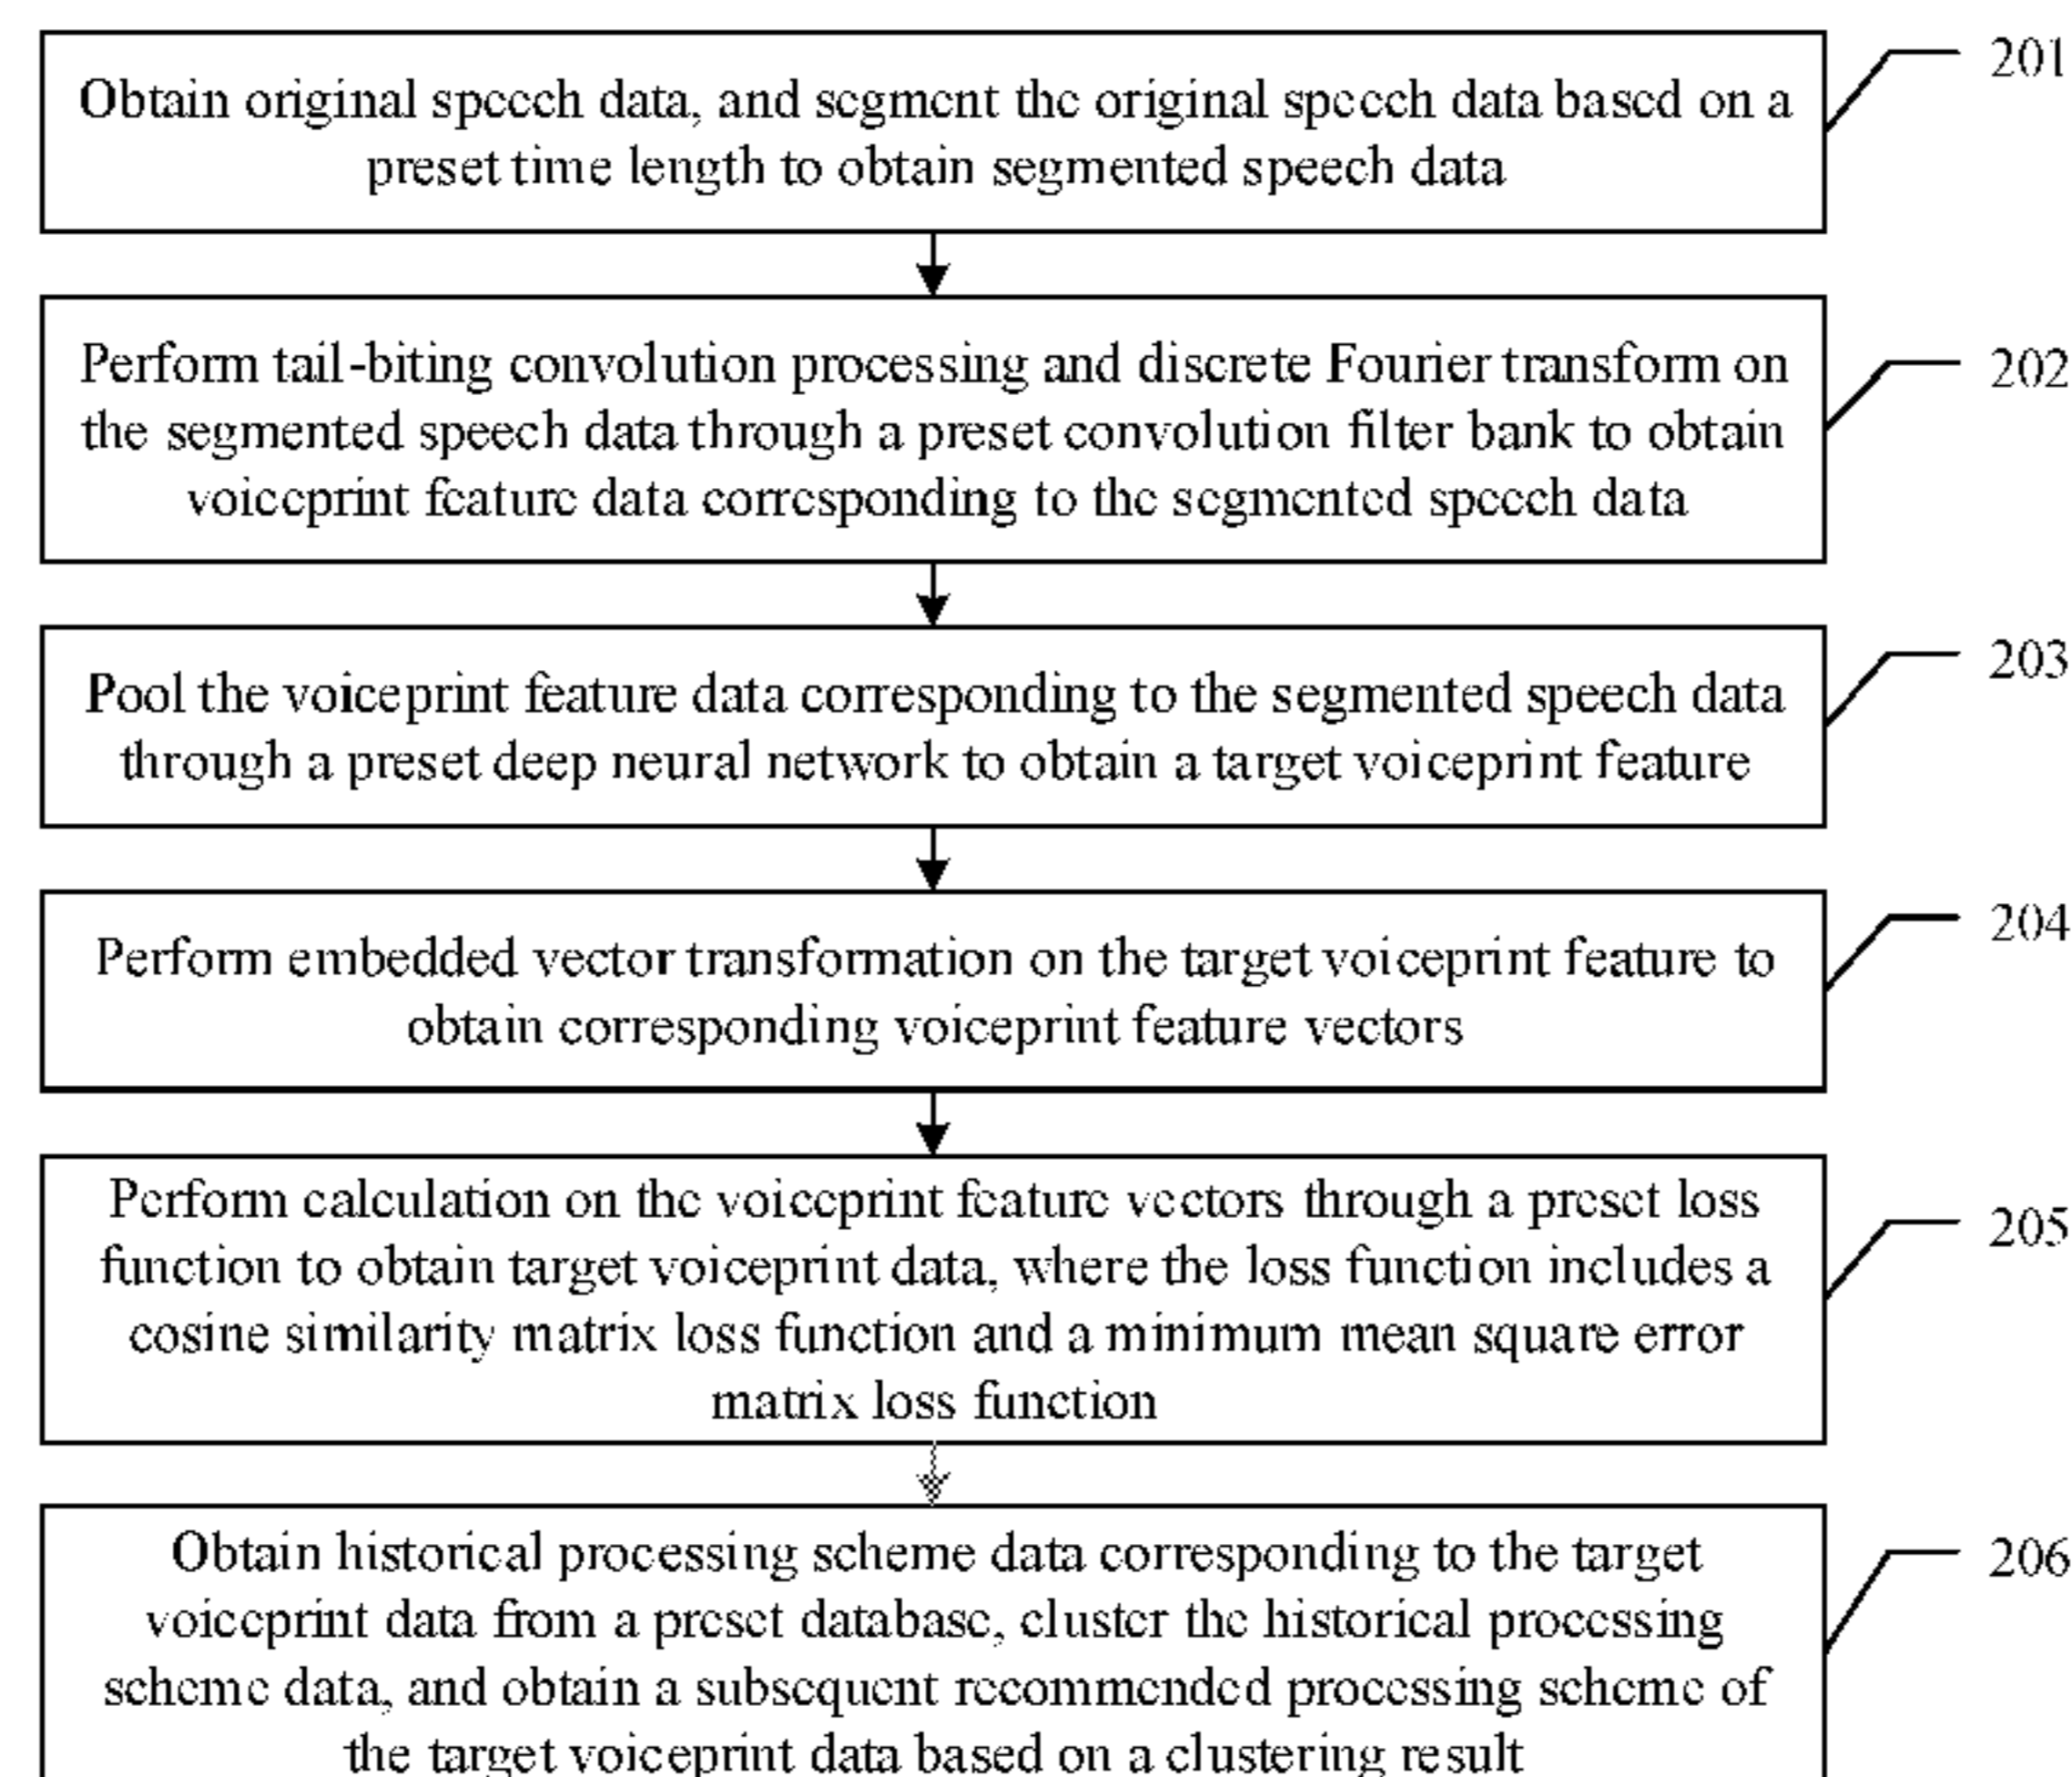 Obtain original speech data, and segment the original speech data based on a
preset time length to obtain segmented speech data
201
Perform tail-biting convolution processing and discrete Fourier transform on
the segmented speech data through a preset convolution filter bank to obtain
voiceprint feature data corresponding to the segmented speech data
202
Pool the voiceprint feature data corresponding to the segmented speech data
through a preset deep neural network to obtain a target voiceprint feature
203
Perform embedded vector transformation on the target voiceprint feature to
obtain corresponding voiceprint feature vectors
204
Perform calculation on the voiceprint feature vectors through a preset loss
function to obtain target voiceprint data, where the loss function includes a
cosine similarity matrix loss function and a minimum mean square error
matrix loss function
205
Obtain historical processing scheme data corresponding to the target
voiceprint data from a preset database, cluster the historical processing
scheme data, and obtain a subsequent recommended processing scheme of
the target voiceprint data based on a clustering result
206